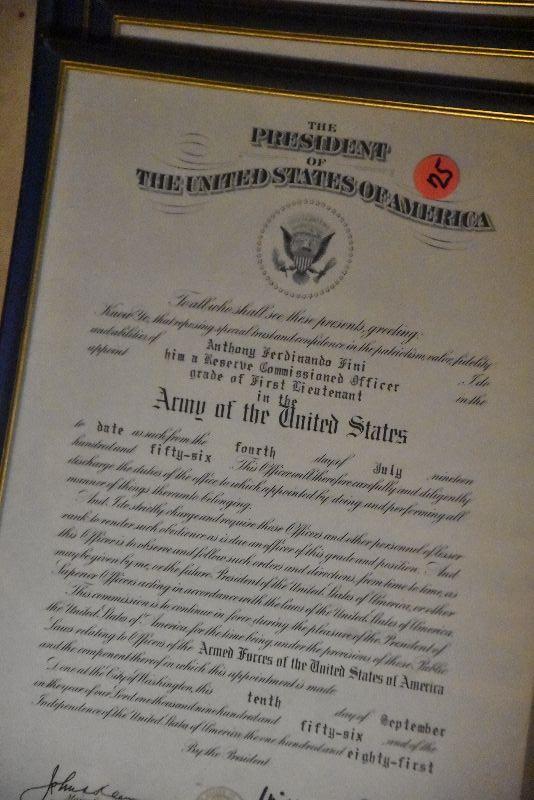 THE
PRESIDENT
OF
THE UNITED STATES OF AMERICA
25
To all who shall see these presents, greeting:
Know Ye, that reposing special trust and confidence in the patriotism, valor, fidelity
and abilities of Anthony Ferdinando Fini , I do
appoint him a Reserve Commissioned Officer in the
grade of First Lieutenant
in the
Army of the United States
to date as such from the fourth day of July nineteen
hundred and fifty-six . This Officer will therefore carefully and diligently
discharge the duties of the office to which appointed by doing and performing all
manner of things thereunto belonging.
And I do strictly charge and require those Officers and other personnel of lesser
rank to render such obedience as is due an officer of this grade and position. And
this Officer is to observe and follow such orders and directions, from time to time, as
may be given by me, or the future President of the United States of America, or other
Superior Officers acting in accordance with the laws of the United States of America.
This commission is to continue in force during the pleasure of the President of
the United States of America, for the time being, under the provisions of those Public
Laws relating to Officers of the Armed Forces of the United States of America
and the component thereof in which this appointment is made.
Done at the City of Washington, this tenth day of September
in the year of our Lord one thousand nine hundred and fifty-six and of the
Independence of the United States of America the one hundred and eighty-first
By the President